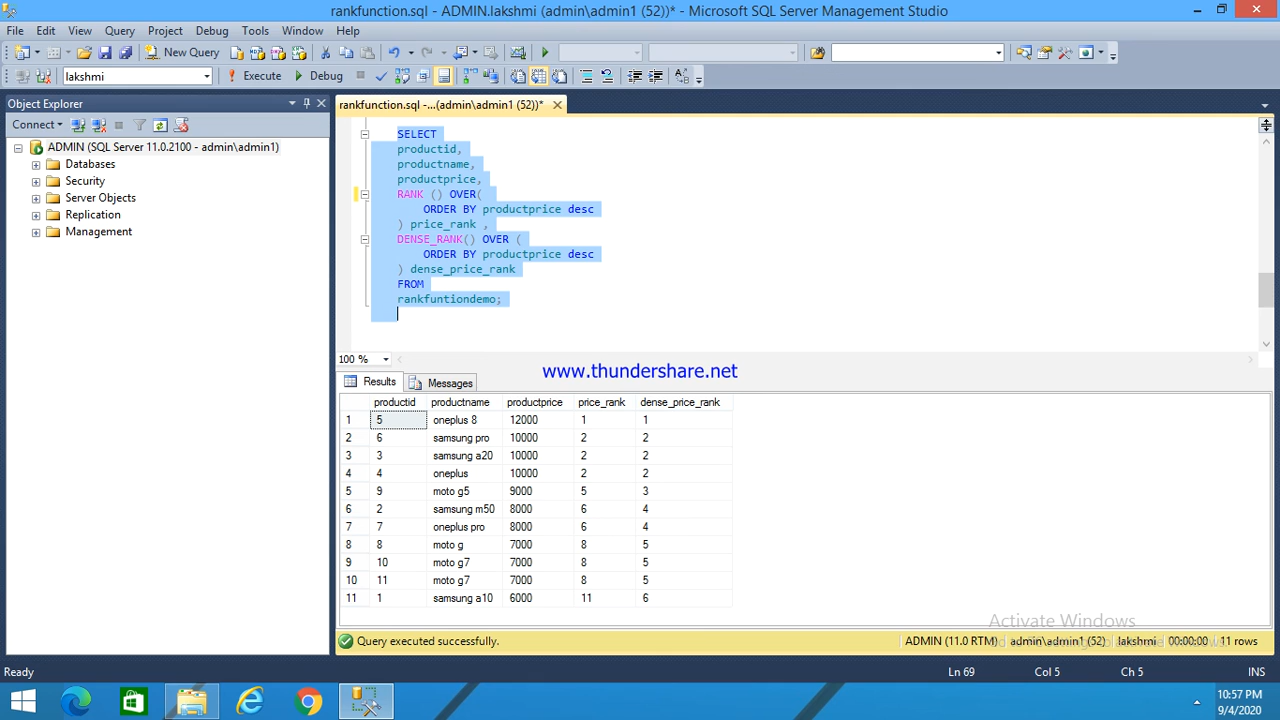 rankfunction.sql - ADMIN.lakshmi (admin\admin1 (52))* - Microsoft SQL Server Management Studio
File Edit View Query Project Debug Tools Window Help
New Query
lakshmi Execute Debug
Object Explorer
Connect
ADMIN (SQL Server 11.0.2100 - admin\admin1)
Databases
Security
Server Objects
Replication
Management
rankfunction.sql -...(admin\admin1 (52))*
SELECT
productid,
productname,
productprice,
RANK () OVER(
ORDER BY productprice desc
) price_rank ,
DENSE_RANK() OVER (
ORDER BY productprice desc
) dense_price_rank
FROM
rankfuntiondemo;
100 %
www.thundershare.net
Results Messages
productid productname productprice price_rank dense_price_rank
1 5 oneplus 8 12000 1 1
2 6 samsung pro 10000 2 2
3 3 samsung a20 10000 2 2
4 4 oneplus 10000 2 2
5 9 moto g5 9000 5 3
6 2 samsung m50 8000 6 4
7 7 oneplus pro 8000 6 4
8 8 moto g 7000 8 5
9 10 moto g7 7000 8 5
10 11 moto g7 7000 8 5
11 1 samsung a10 6000 11 6
Activate Windows
Query executed successfully. ADMIN (11.0 RTM) admin\admin1 (52) lakshmi 00:00:00 11 rows
Ready Ln 69 Col 5 Ch 5 INS
10:57 PM
9/4/2020